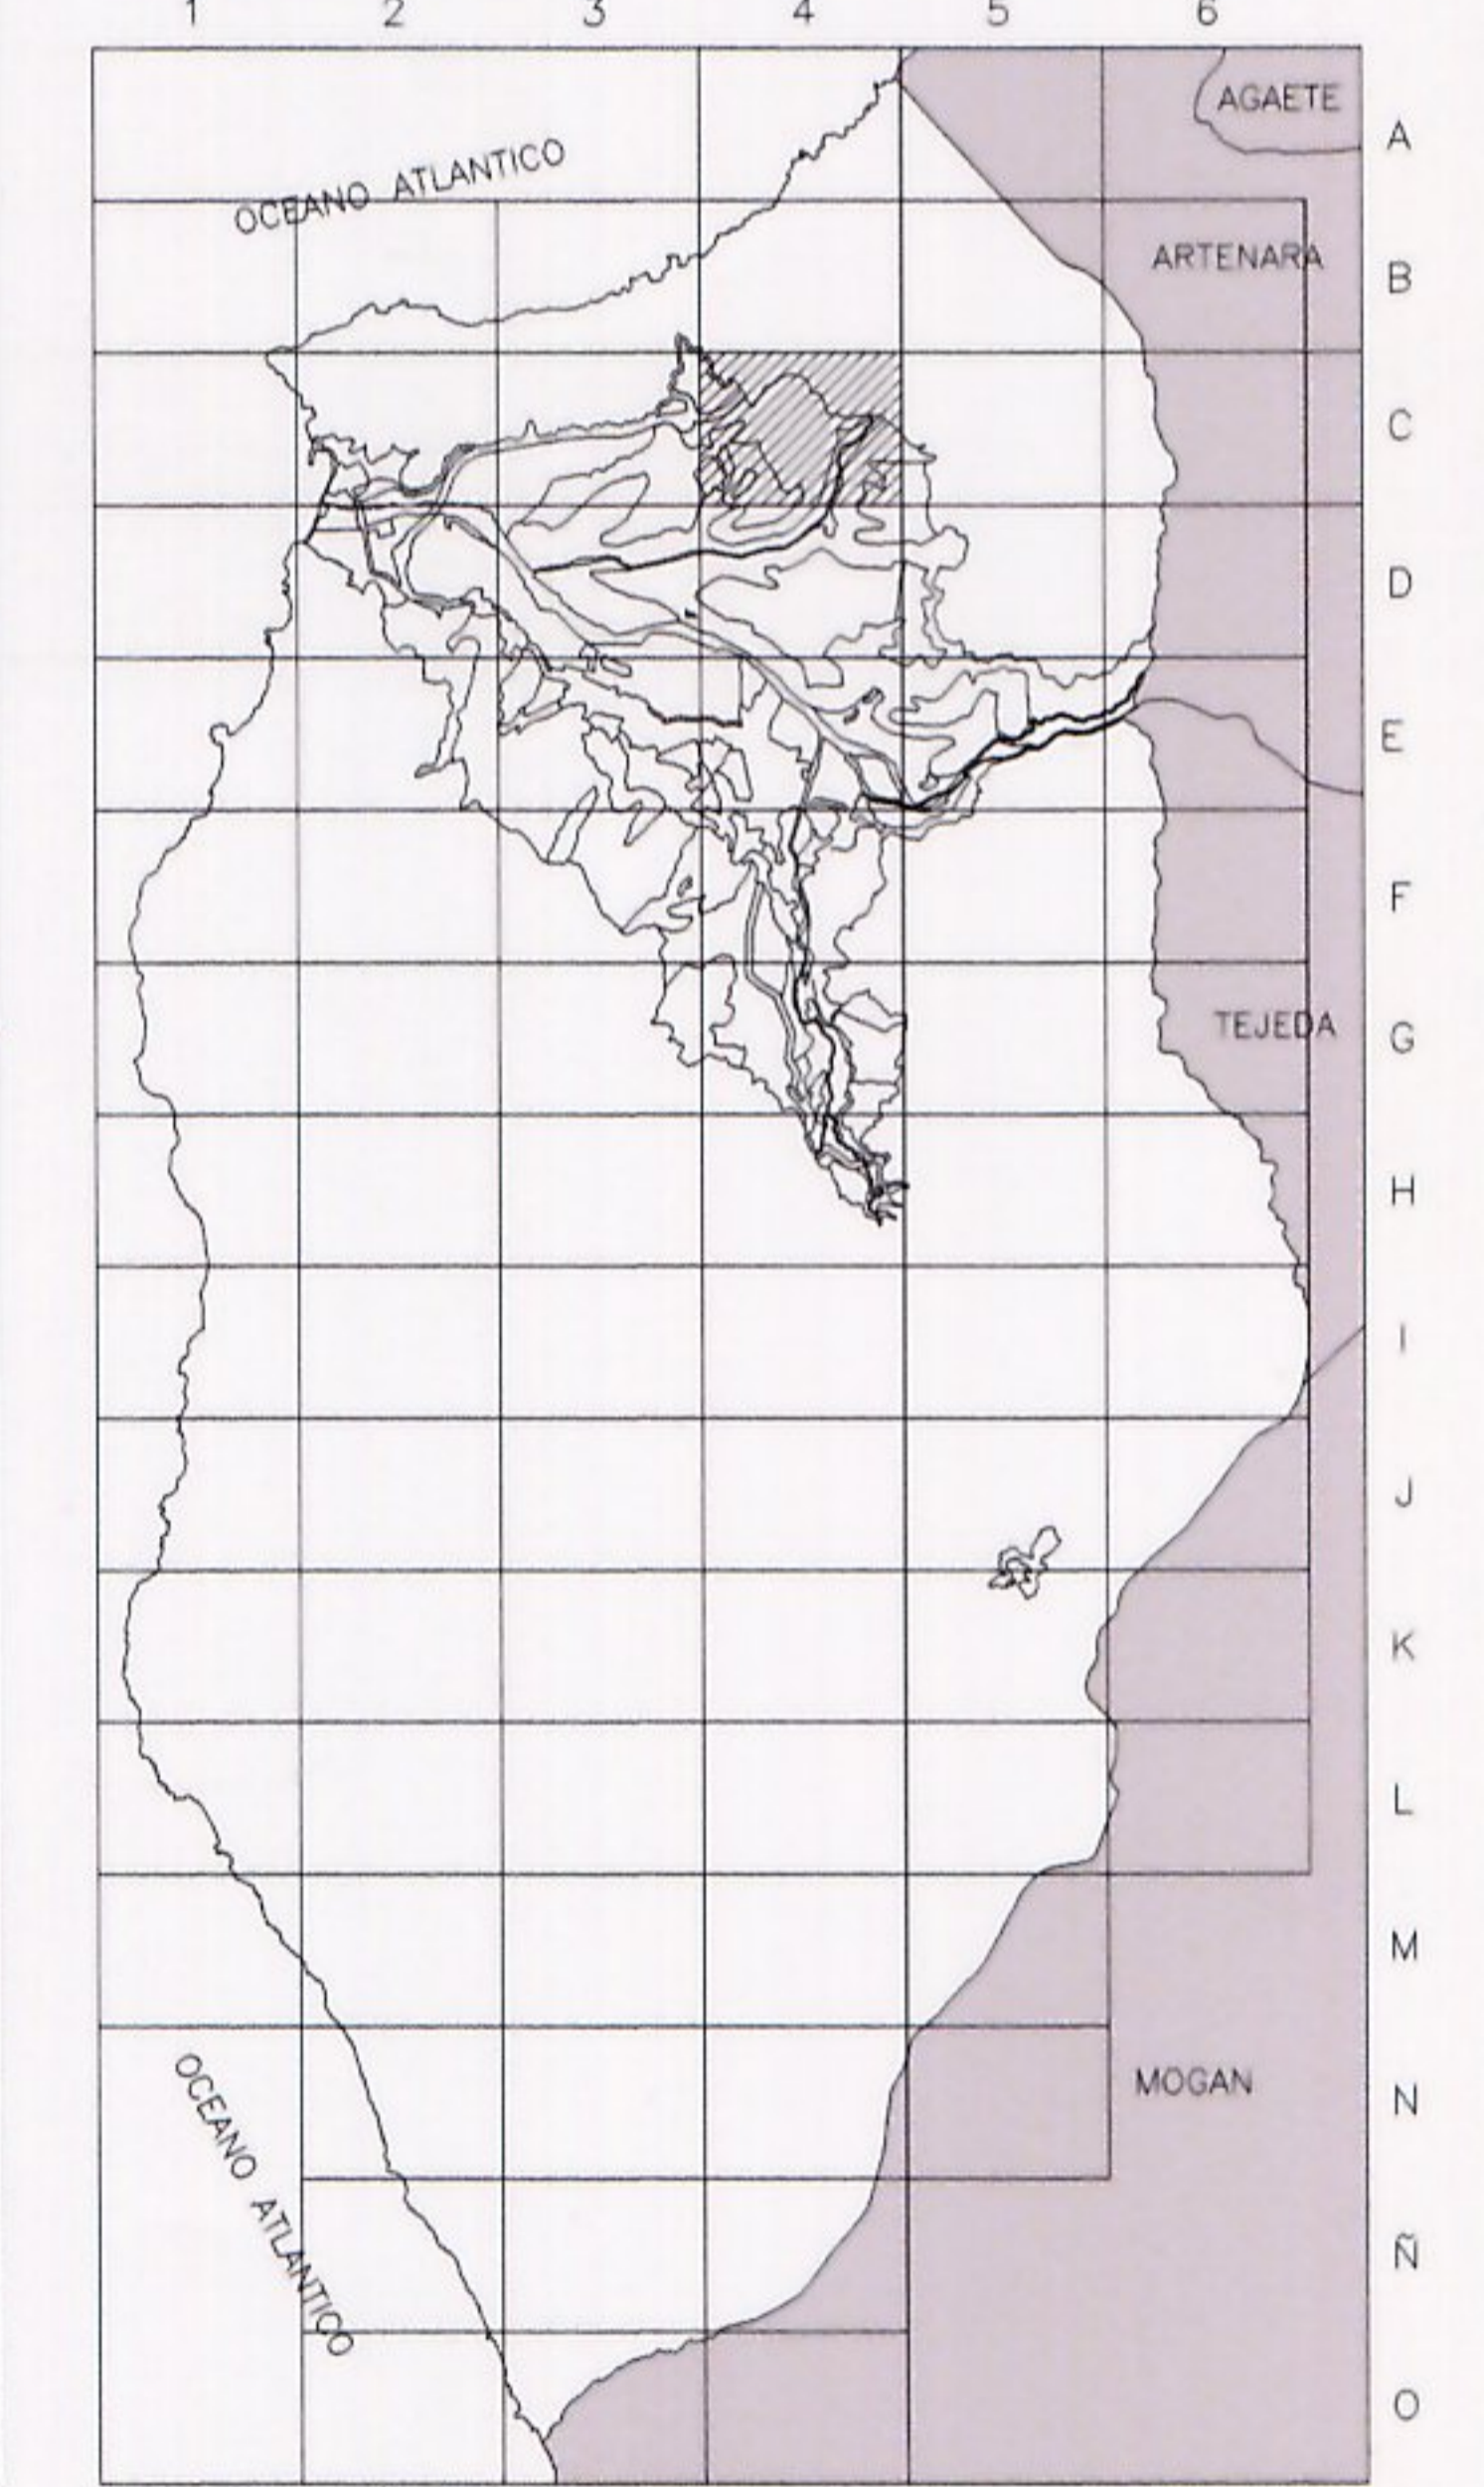 1 2 3 4 5 6
AGAETE
A
OCEANO ATLANTICO
ARTENARA
B
C
D
E
F
TEJEDA
G
H
I
J
K
L
M
MOGAN
N
OCEANO ATLANTICO
Ñ
O